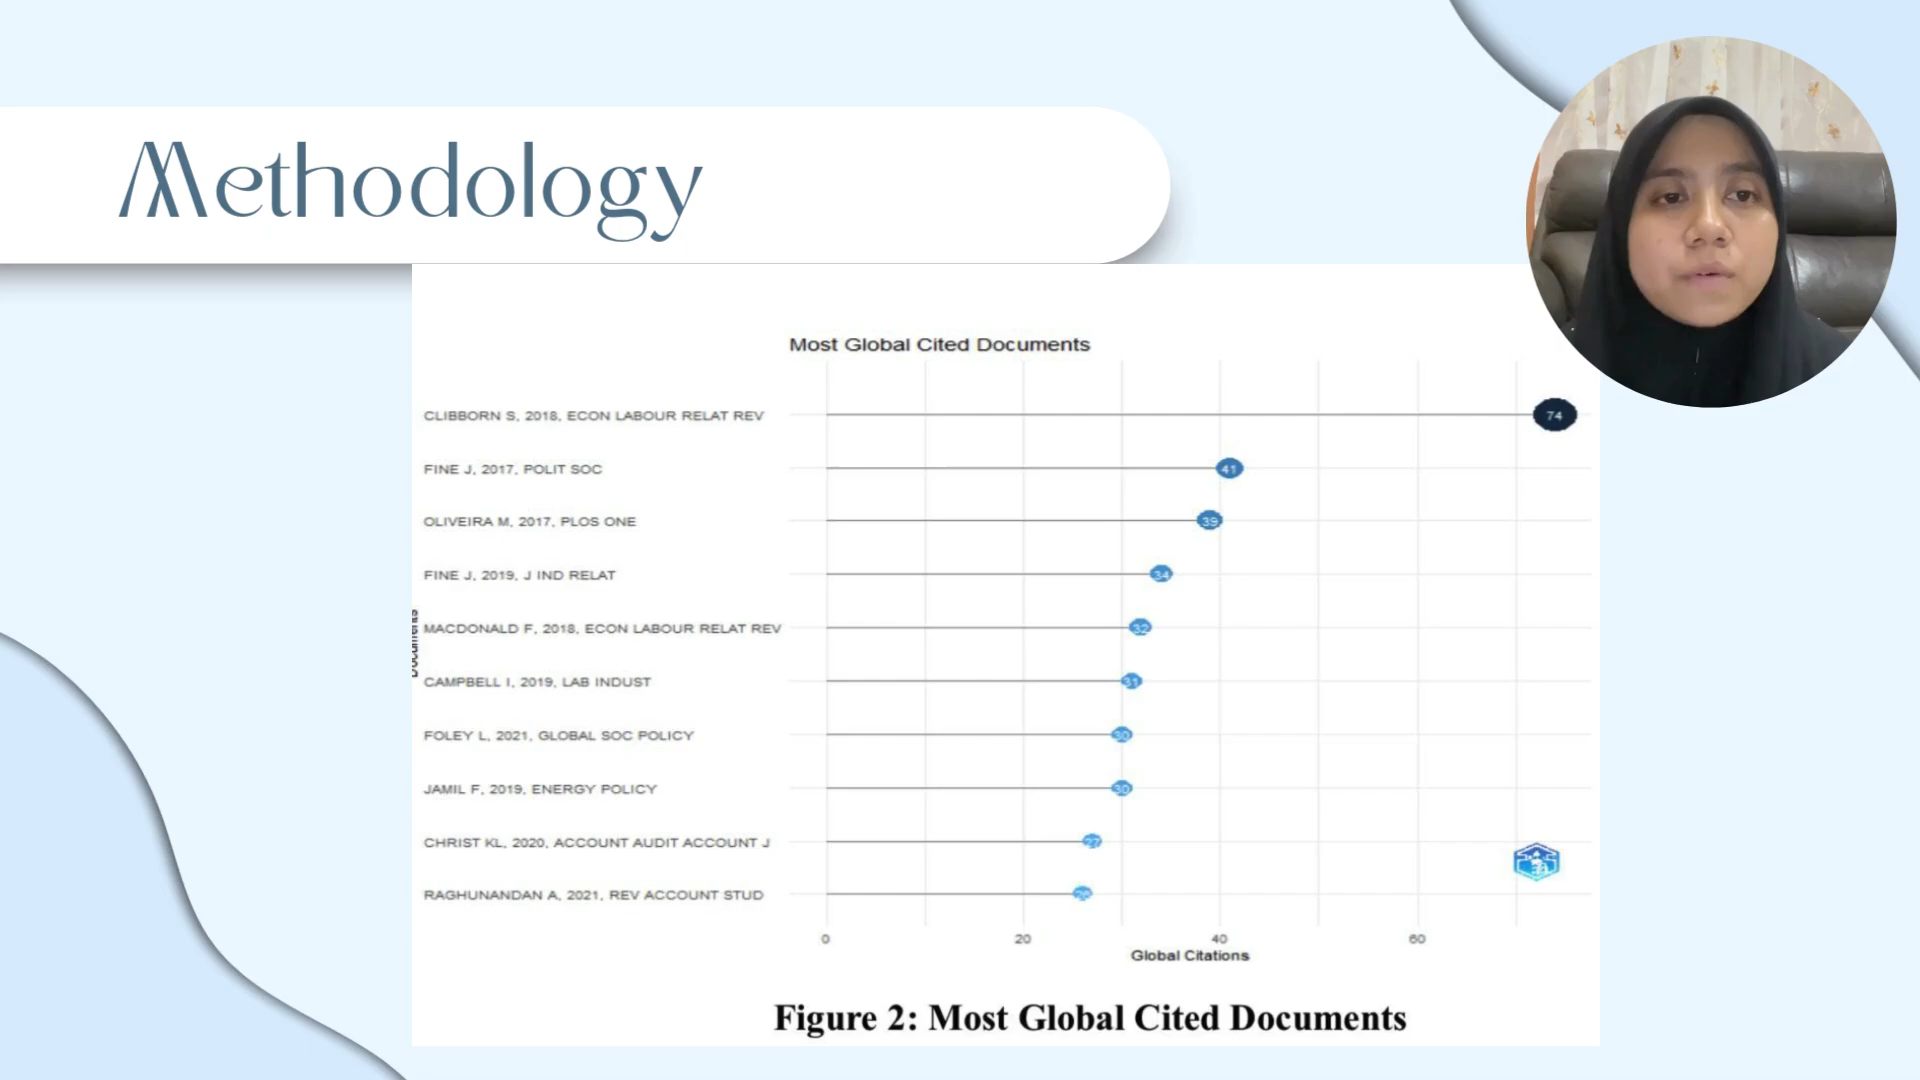 Methodology
Most Global Cited Documents
CLIBBORN S, 2018, ECON LABOUR RELAT REV
74
FINE J, 2017, POLIT SOC
41
OLIVEIRA M, 2017, PLOS ONE
39
FINE J, 2019, J IND RELAT
34
Documents
MACDONALD F, 2018, ECON LABOUR RELAT REV
32
CAMPBELL I, 2019, LAB INDUST
31
FOLEY L, 2021, GLOBAL SOC POLICY
30
JAMIL F, 2019, ENERGY POLICY
30
CHRIST KL, 2020, ACCOUNT AUDIT ACCOUNT J
27
RAGHUNANDAN A, 2021, REV ACCOUNT STUD
26
0 20 40 60
Global Citations
Figure 2: Most Global Cited Documents